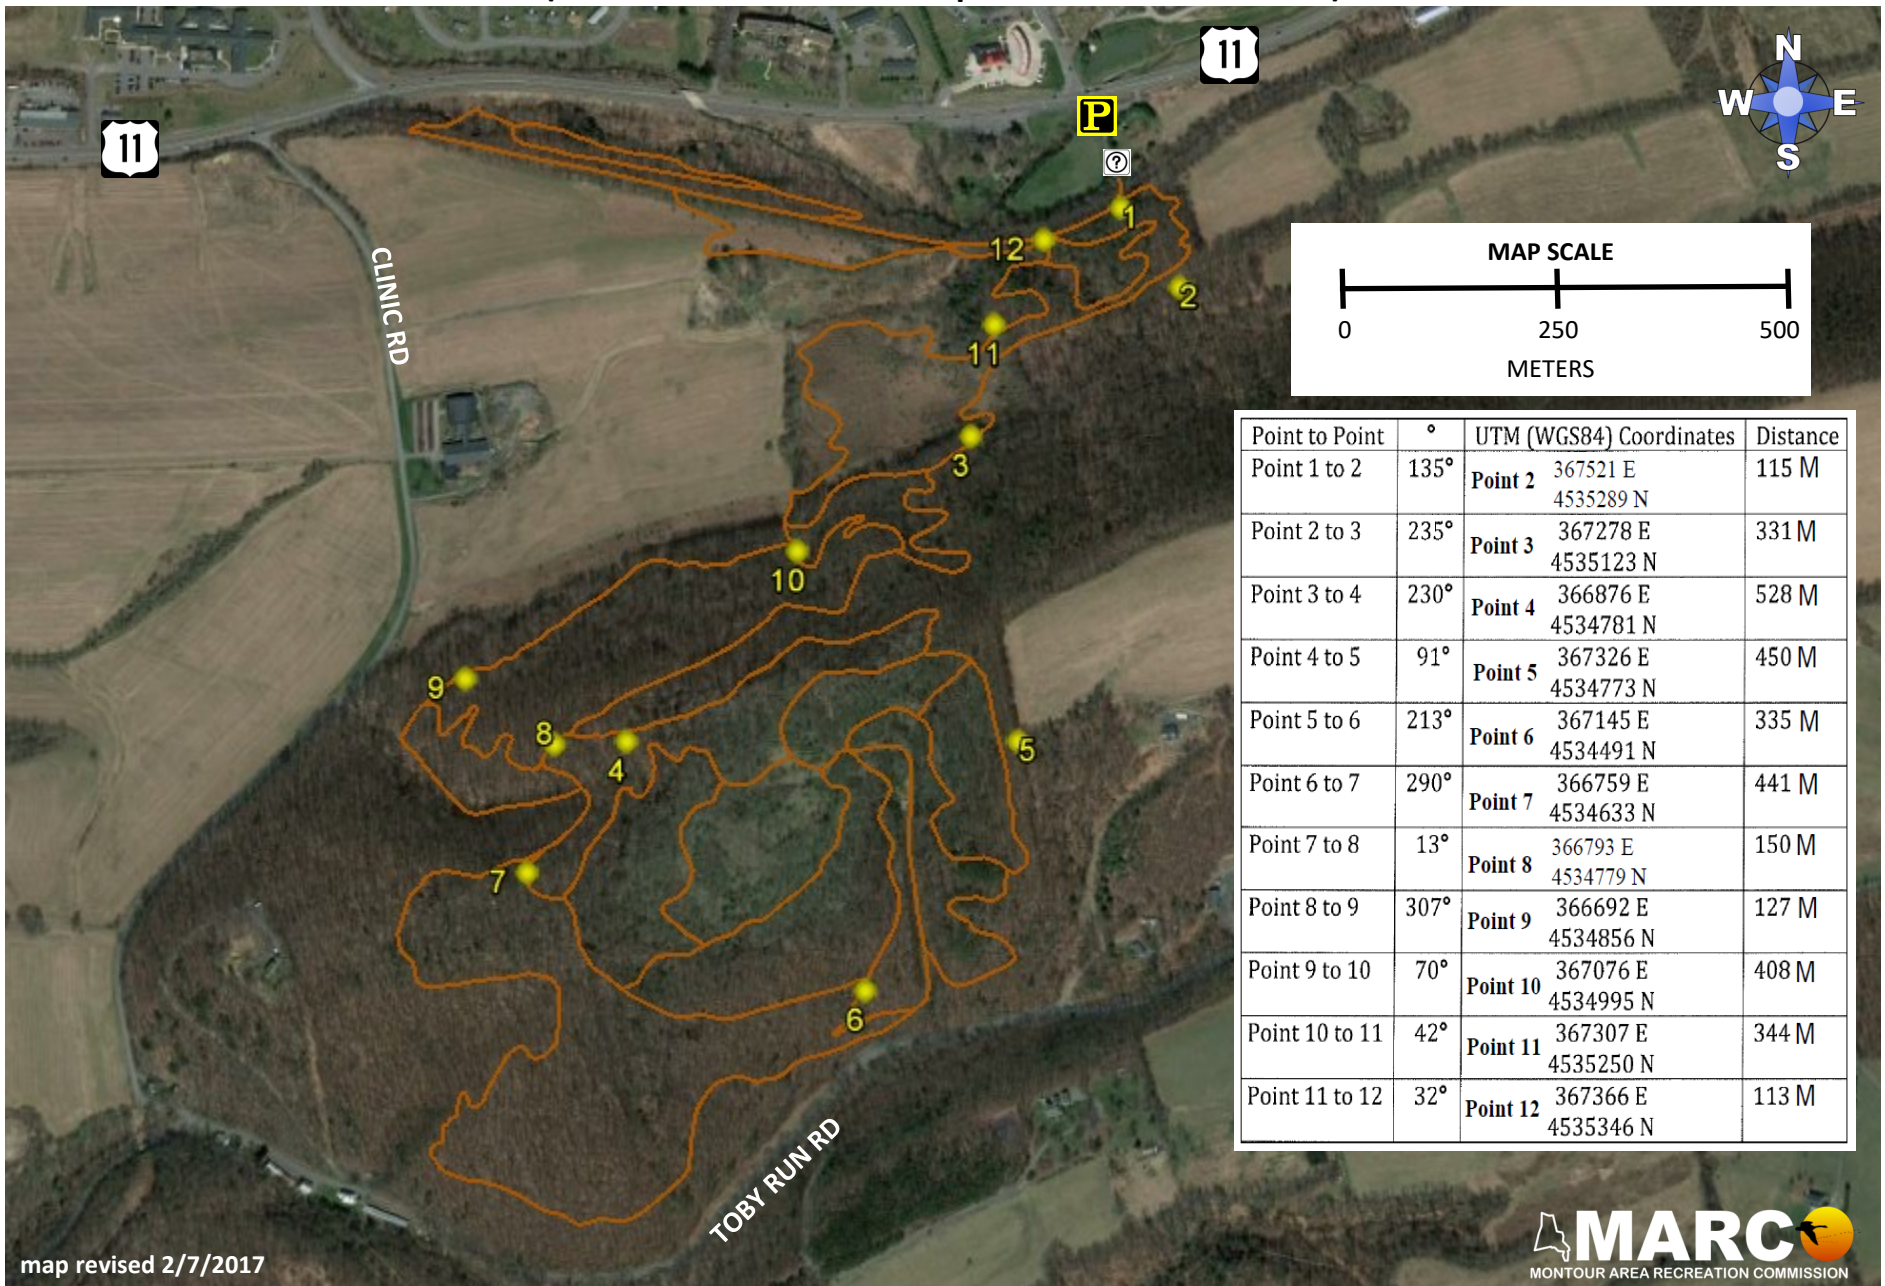 11
11
P
?
N
W E
S
CLINIC RD
1
12
2
11
3
10
9
8
4
5
7
6
TOBY RUN RD
MAP SCALE
0 250 500
METERS
Point to Point ° UTM (WGS84) Coordinates Distance
Point 1 to 2 135° Point 2 367521 E 115 M
4535289 N
Point 2 to 3 235° Point 3 367278 E 331 M
4535123 N
Point 3 to 4 230° Point 4 366876 E 528 M
4534781 N
Point 4 to 5 91° Point 5 367326 E 450 M
4534773 N
Point 5 to 6 213° Point 6 367145 E 335 M
4534491 N
Point 6 to 7 290° Point 7 366759 E 441 M
4534633 N
Point 7 to 8 13° Point 8 366793 E 150 M
4534779 N
Point 8 to 9 307° Point 9 366692 E 127 M
4534856 N
Point 9 to 10 70° Point 10 367076 E 408 M
4534995 N
Point 10 to 11 42° Point 11 367307 E 344 M
4535250 N
Point 11 to 12 32° Point 12 367366 E 113 M
4535346 N
map revised 2/7/2017
MARC
MONTOUR AREA RECREATION COMMISSION